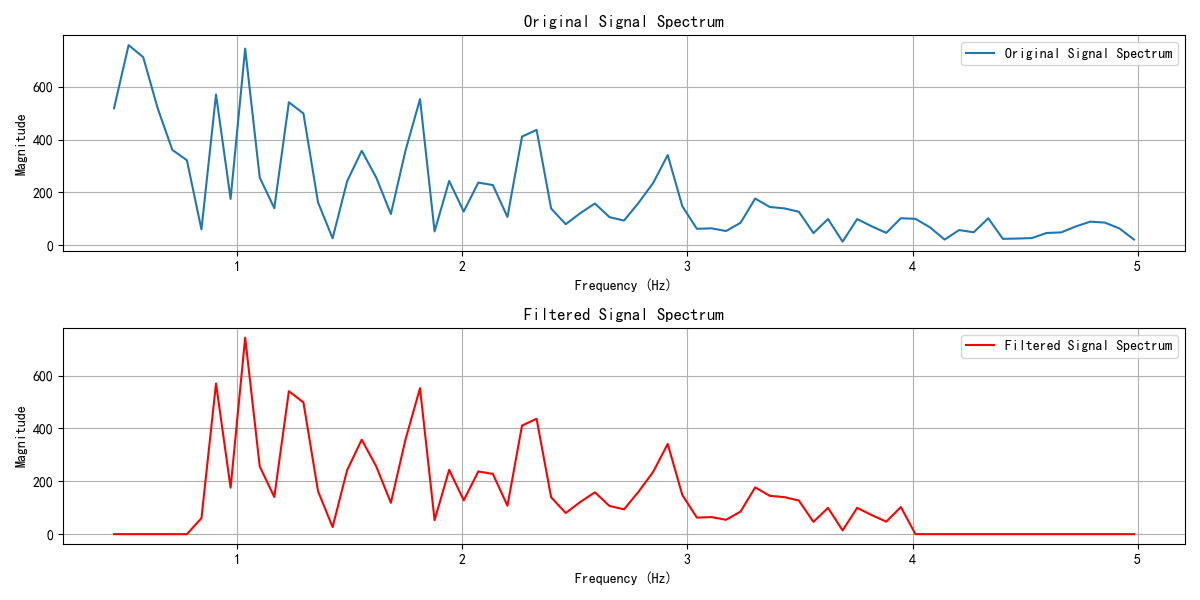 Original Signal Spectrum
Original Signal Spectrum
600
400
200
0
Magnitude
1
2
3
4
5
Frequency (Hz)
Filtered Signal Spectrum
Filtered Signal Spectrum
600
400
200
0
Magnitude
1
2
3
4
5
Frequency (Hz)